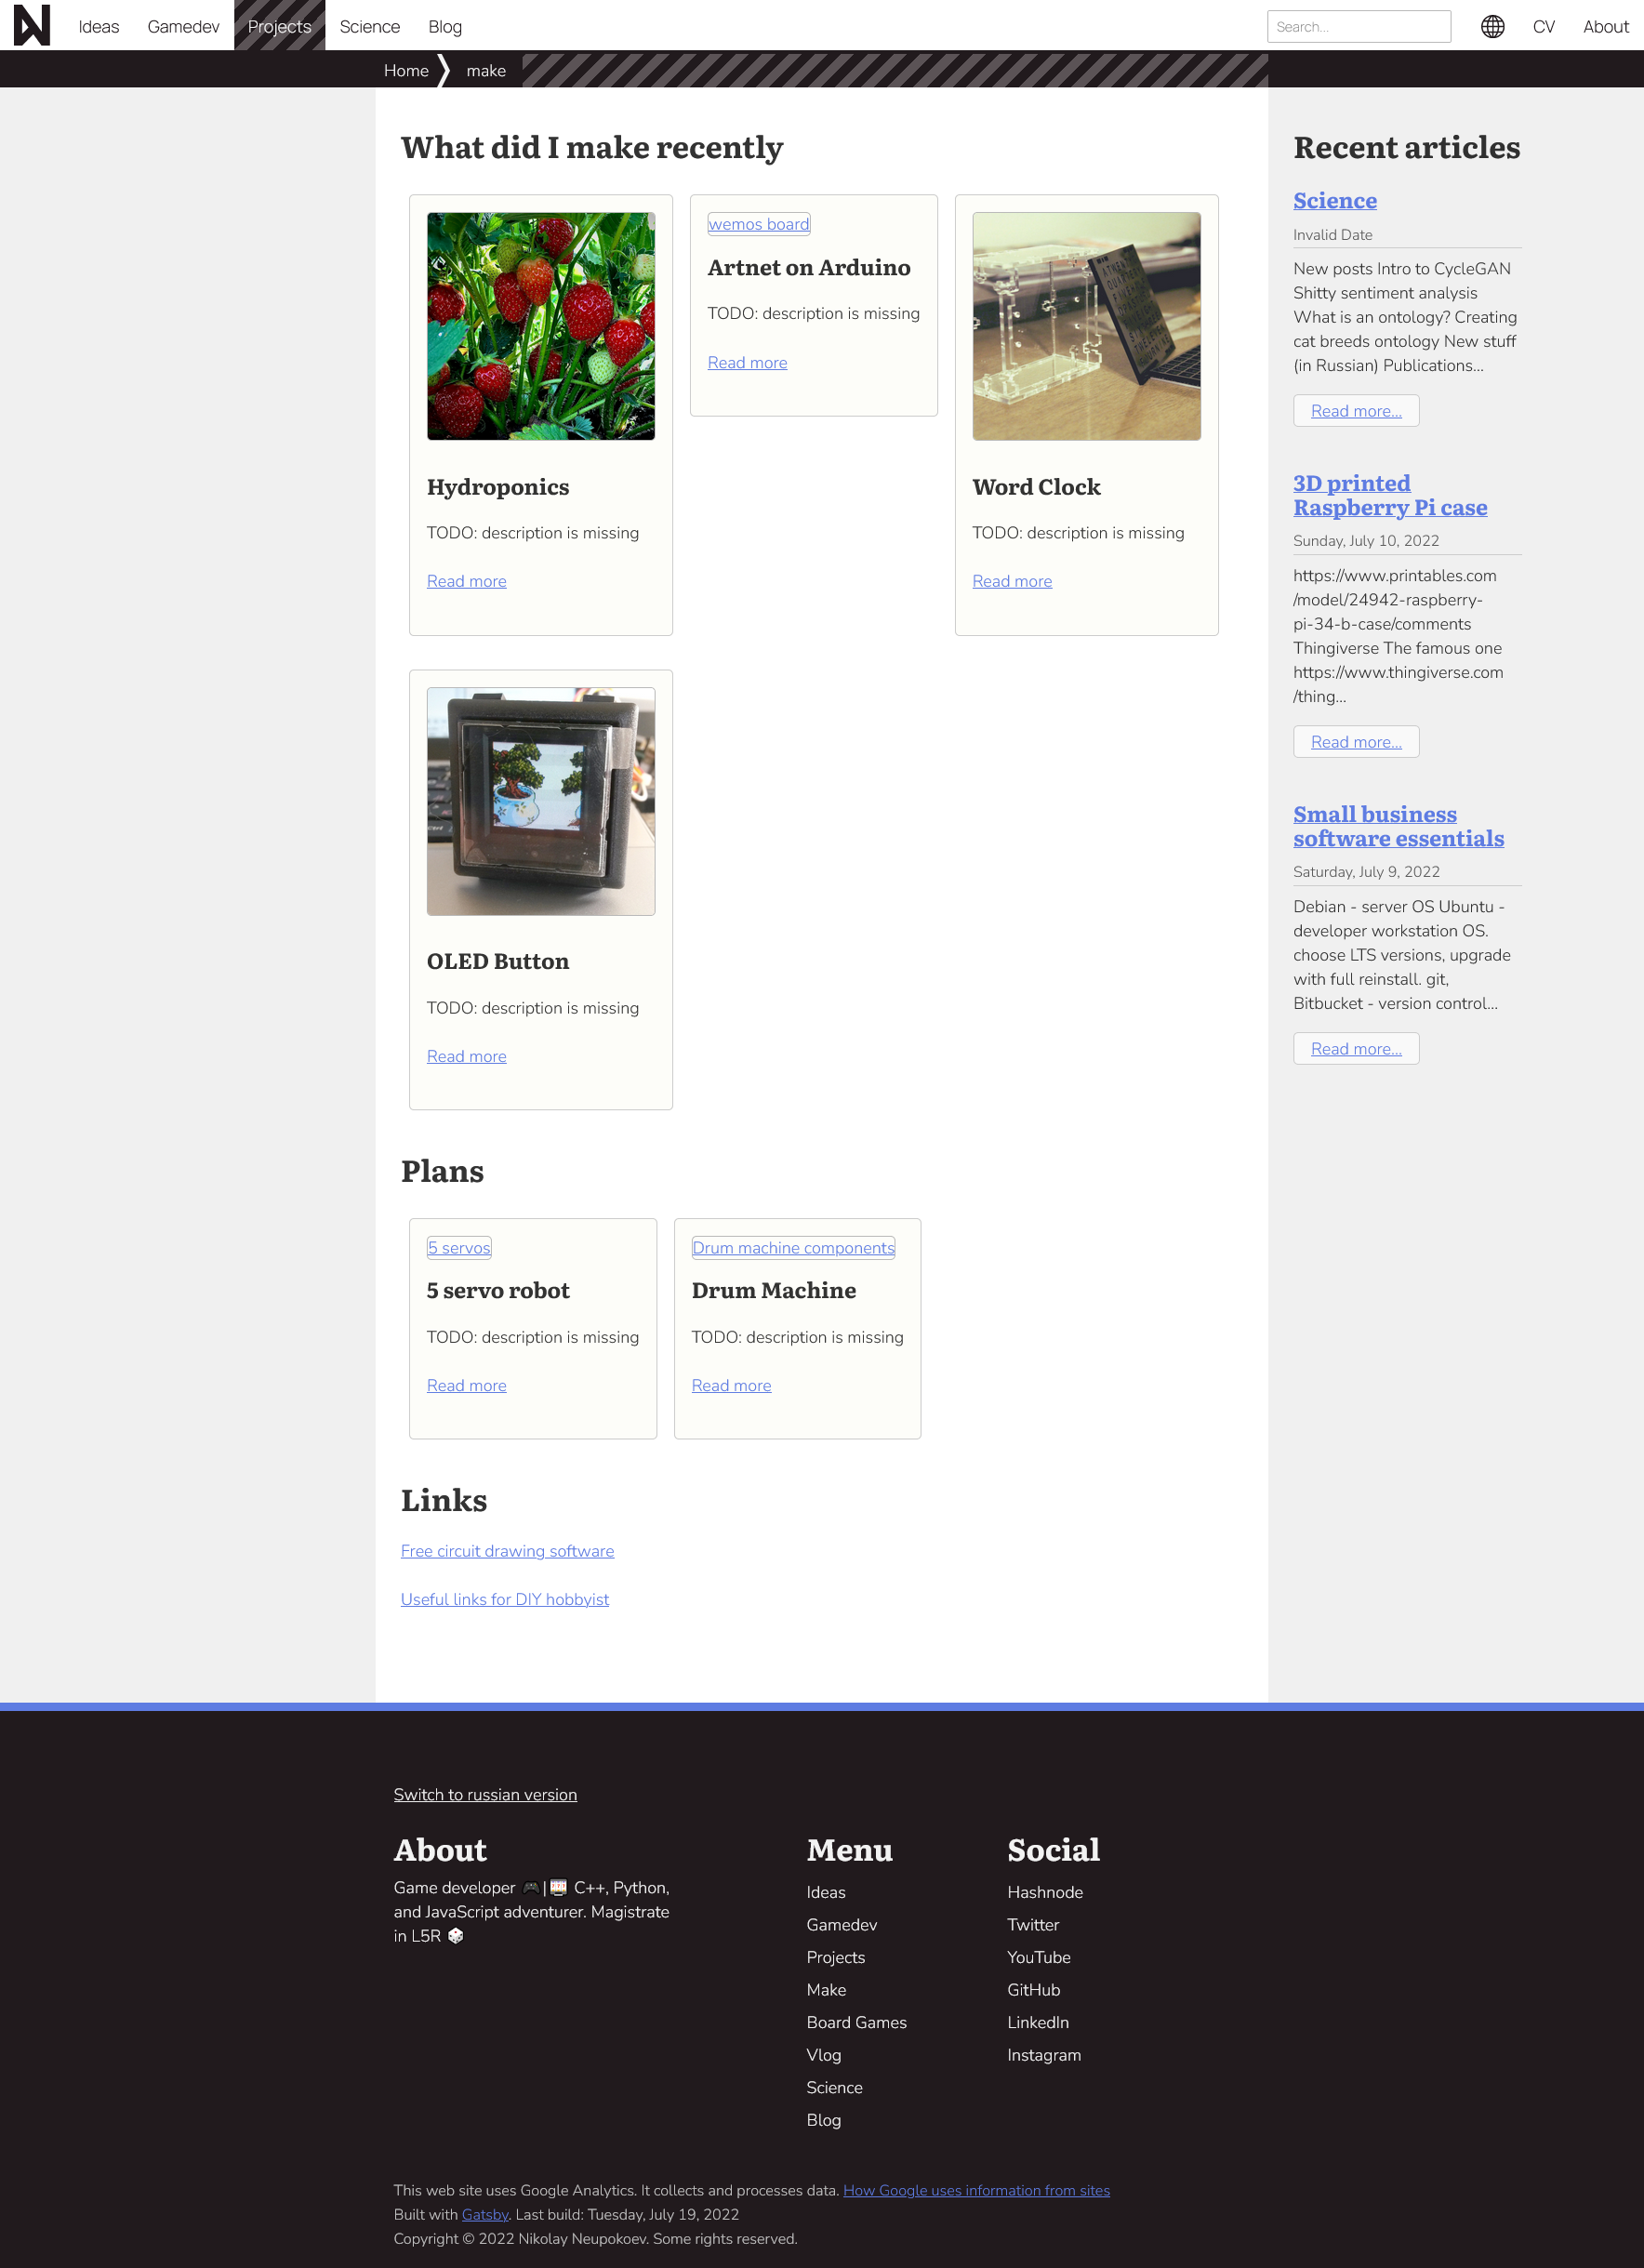 Ideas
Gamedev
Projects
Science
Blog
Search...
CV
About
Home
make
What did I make recently
Hydroponics
TODO: description is missing
Read more
wemos board
Artnet on Arduino
TODO: description is missing
Read more
Word Clock
TODO: description is missing
Read more
OLED Button
TODO: description is missing
Read more
Plans
5 servos
5 servo robot
TODO: description is missing
Read more
Drum machine components
Drum Machine
TODO: description is missing
Read more
Links
Free circuit drawing software
Useful links for DIY hobbyist
Recent articles
Science
Invalid Date
New posts Intro to CycleGAN
Shitty sentiment analysis
What is an ontology? Creating
cat breeds ontology New stuff
(in Russian) Publications...
Read more...
3D printed
Raspberry Pi case
Sunday, July 10, 2022
https://www.printables.com
/model/24942-raspberry-
pi-34-b-case/comments
Thingiverse The famous one
https://www.thingiverse.com
/thing...
Read more...
Small business
software essentials
Saturday, July 9, 2022
Debian - server OS Ubuntu -
developer workstation OS.
choose LTS versions, upgrade
with full reinstall. git,
Bitbucket - version control...
Read more...
Switch to russian version
About
Game developer 🎮|🎰 C++, Python,
and JavaScript adventurer. Magistrate
in L5R 🎲
Menu
Ideas
Gamedev
Projects
Make
Board Games
Vlog
Science
Blog
Social
Hashnode
Twitter
YouTube
GitHub
LinkedIn
Instagram
This web site uses Google Analytics. It collects and processes data. How Google uses information from sites
Built with Gatsby. Last build: Tuesday, July 19, 2022
Copyright © 2022 Nikolay Neupokoev. Some rights reserved.